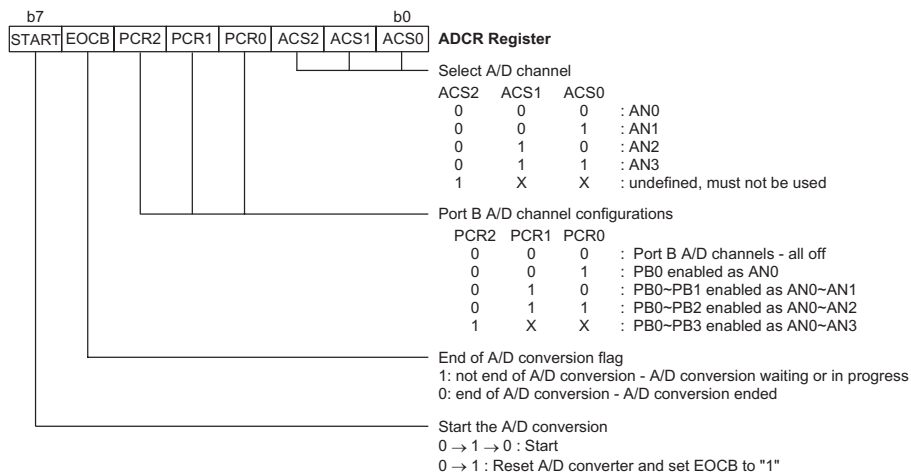 b7 b0
START EOCB PCR2 PCR1 PCR0 ACS2 ACS1 ACS0 ADCR Register
Select A/D channel
ACS2 ACS1 ACS0
0 0 0 : AN0
0 0 1 : AN1
0 1 0 : AN2
0 1 1 : AN3
1 X X : undefined, must not be used
Port B A/D channel configurations
PCR2 PCR1 PCR0
0 0 0 : Port B A/D channels - all off
0 0 1 : PB0 enabled as AN0
0 1 0 : PB0~PB1 enabled as AN0~AN1
0 1 1 : PB0~PB2 enabled as AN0~AN2
1 X X : PB0~PB3 enabled as AN0~AN3
End of A/D conversion flag
1: not end of A/D conversion - A/D conversion waiting or in progress
0: end of A/D conversion - A/D conversion ended
Start the A/D conversion
0 → 1 → 0 : Start
0 → 1 : Reset A/D converter and set EOCB to "1"